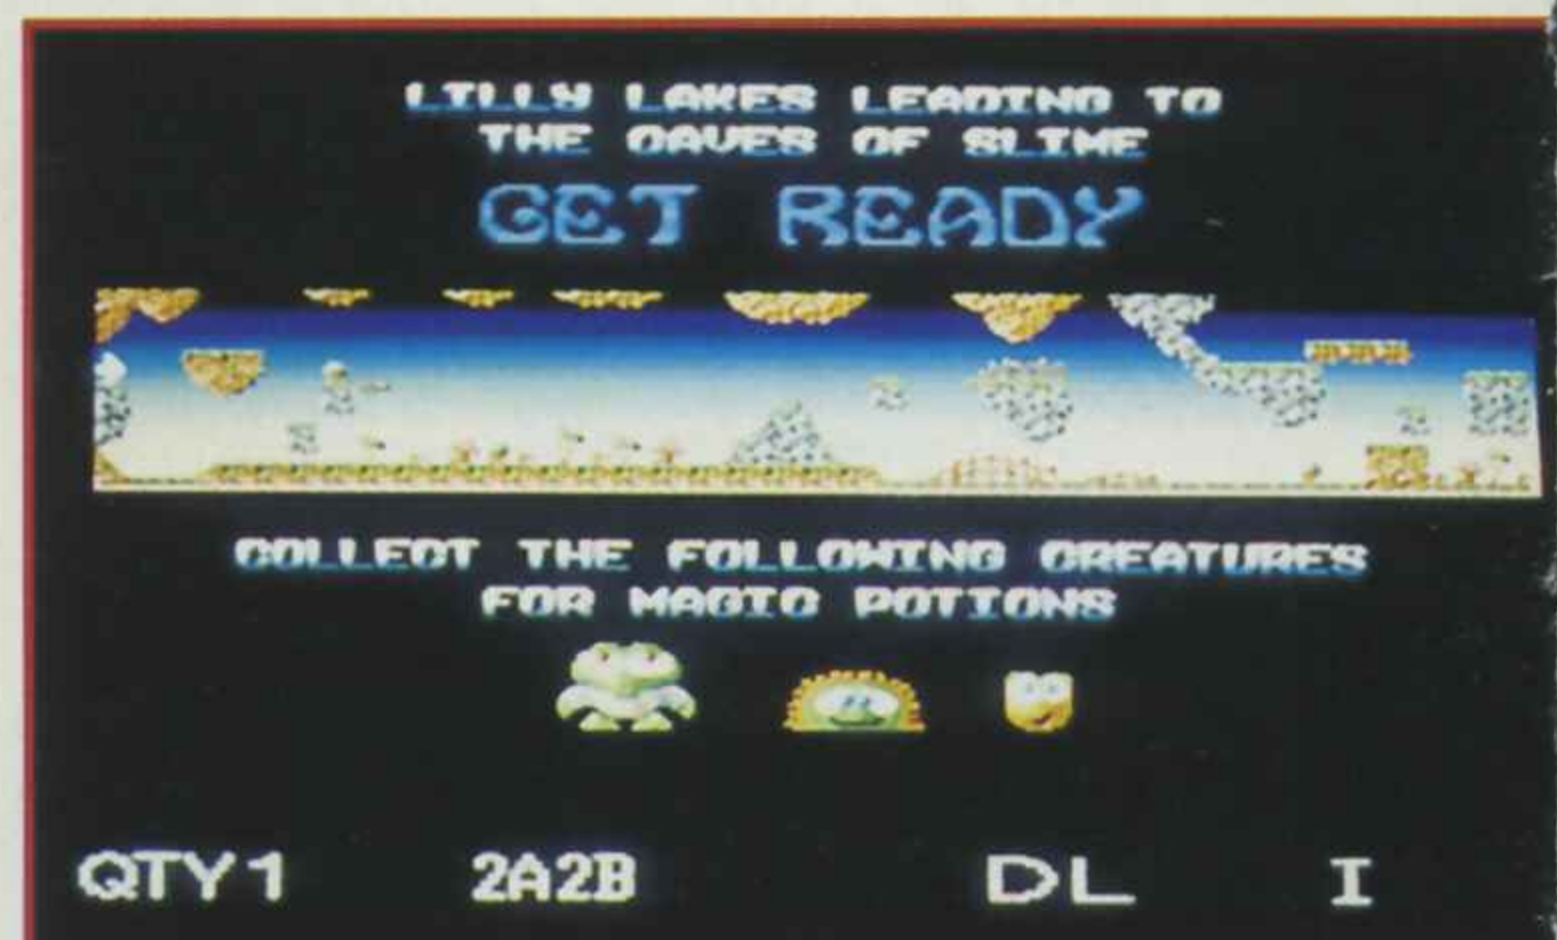 LILLY LAKES LEADING TO
THE CAVES OF SLIME
GET READY
COLLECT THE FOLLOWING CREATURES
FOR MAGIC POTIONS
QTY1 2A2B DL I